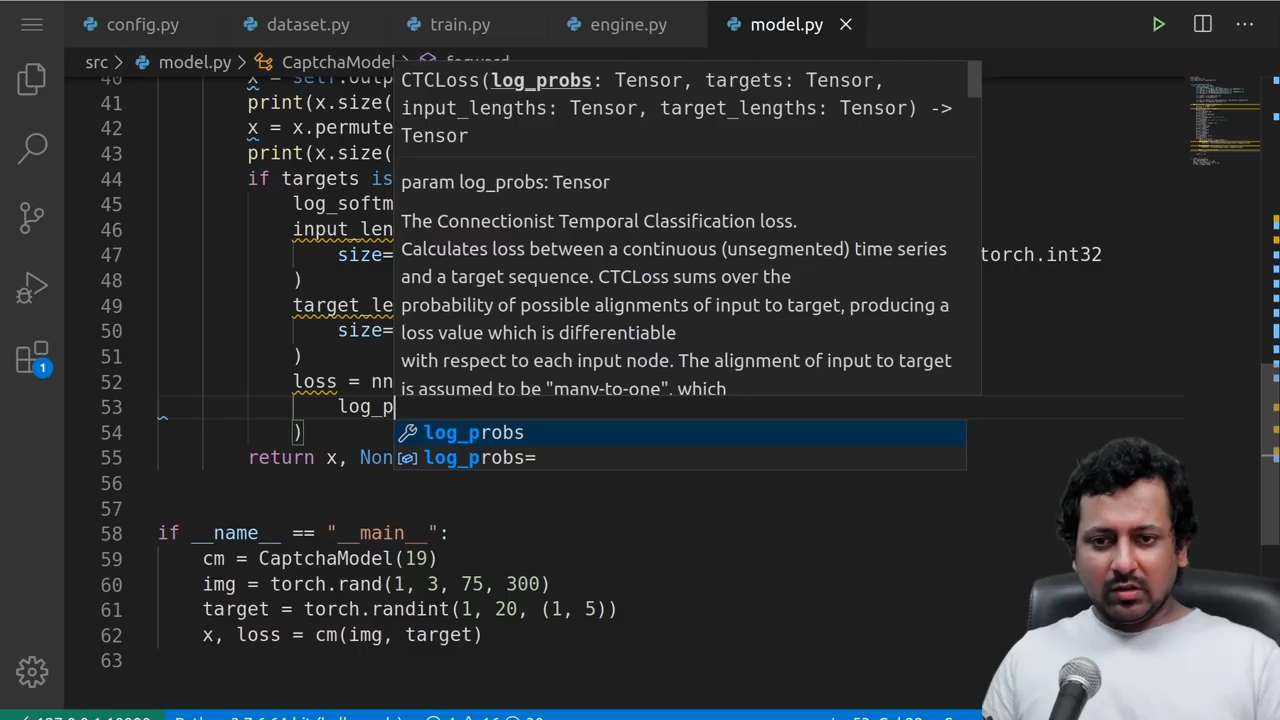 config.py dataset.py train.py engine.py model.py
src model.py CaptchaModel forward
40 x = self.outp
41 print(x.size(
42 x = x.permute
43 print(x.size(
44 if targets is
45 log_softm
46 input_len
47 size= torch.int32
48 )
49 target_le
50 size=
51 )
52 loss = nn
53 log_p
54 )
55 return x, Non
56
57
58 if __name__ == "__main__":
59 cm = CaptchaModel(19)
60 img = torch.rand(1, 3, 75, 300)
61 target = torch.randint(1, 20, (1, 5))
62 x, loss = cm(img, target)
63
CTCLoss(log_probs: Tensor, targets: Tensor,
input_lengths: Tensor, target_lengths: Tensor) ->
Tensor
param log_probs: Tensor
The Connectionist Temporal Classification loss.
Calculates loss between a continuous (unsegmented) time series
and a target sequence. CTCLoss sums over the
probability of possible alignments of input to target, producing a
loss value which is differentiable
with respect to each input node. The alignment of input to target
is assumed to be "many-to-one", which
log_probs
log_probs=
1